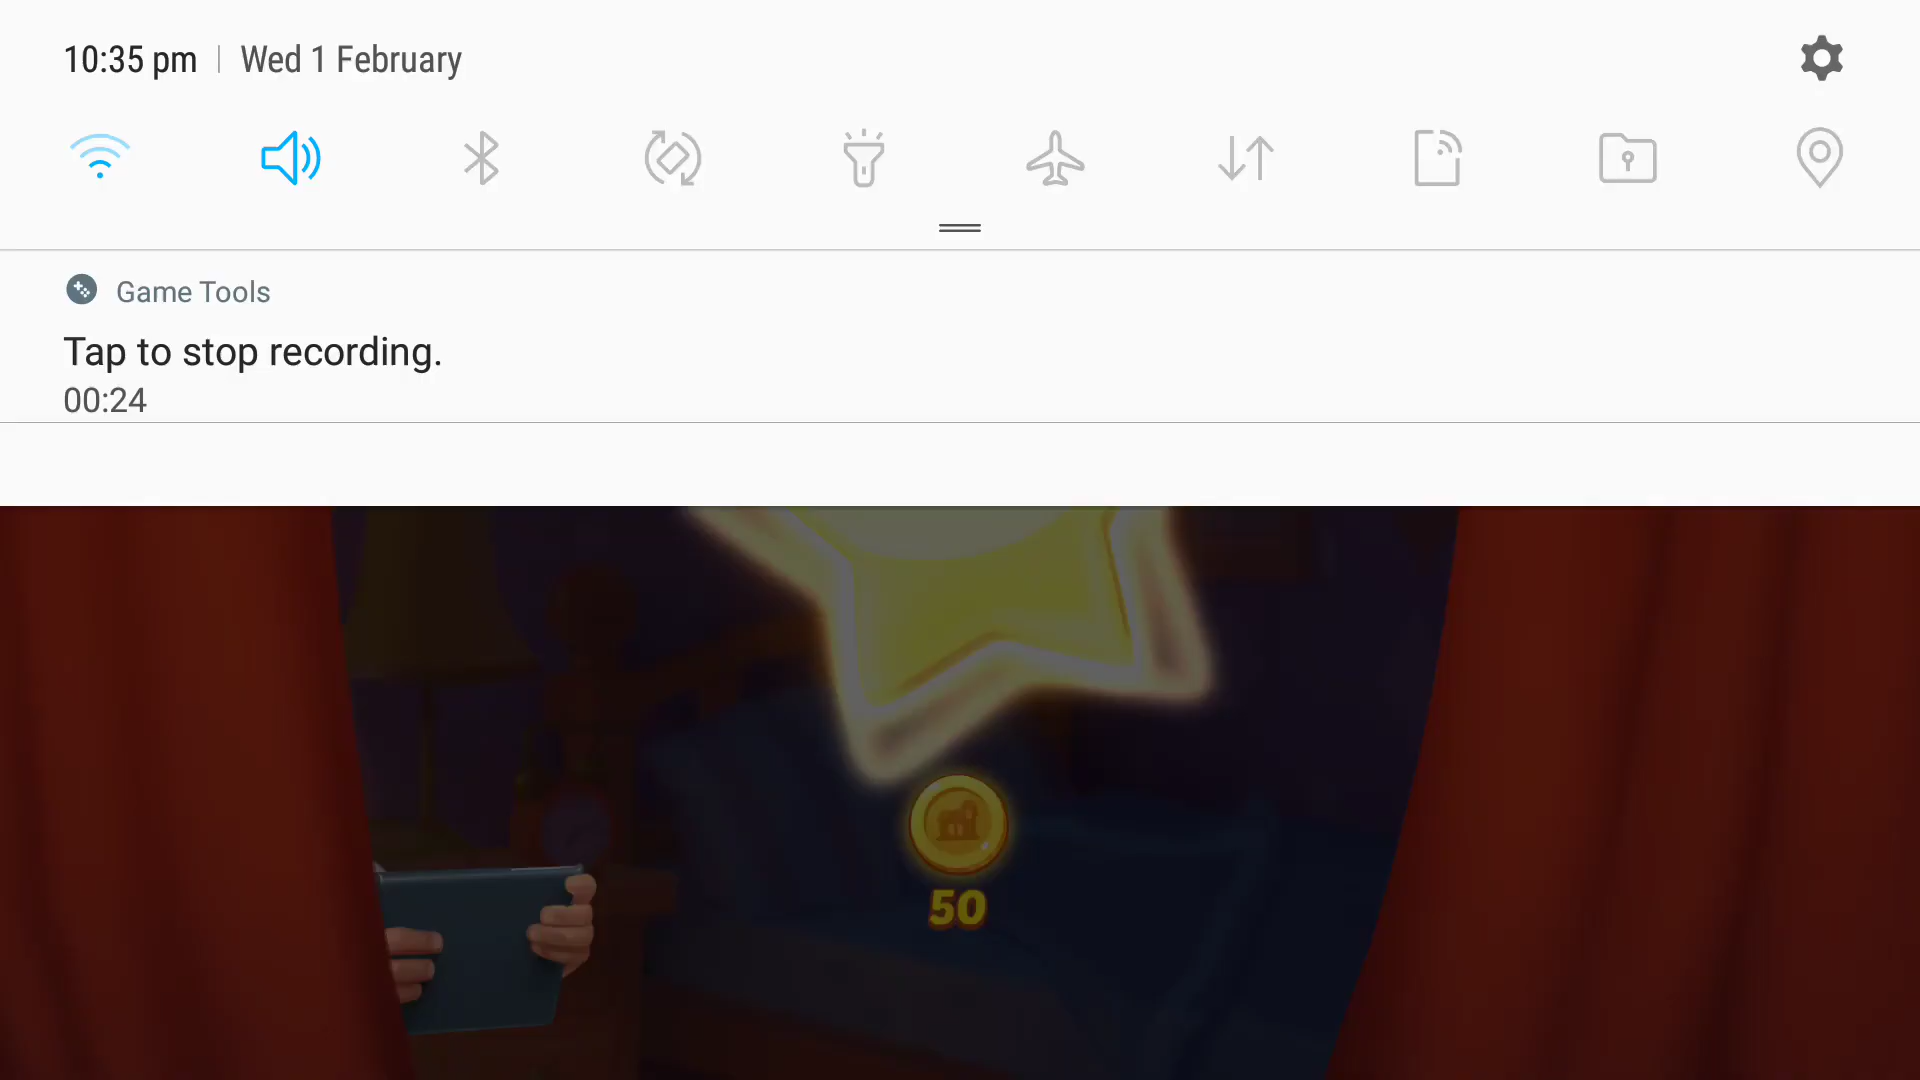 10:35 pm | Wed 1 February
Game Tools
Tap to stop recording.
00:24
50